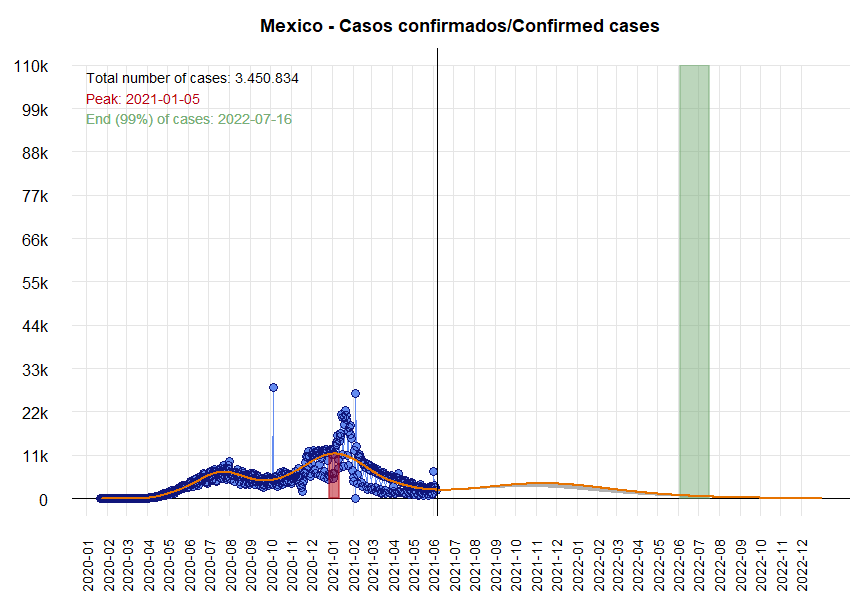 Mexico - Casos confirmados/Confirmed cases
110k
99k
88k
77k
66k
55k
44k
33k
22k
11k
0
Total number of cases: 3.450.834
Peak: 2021-01-05
End (99%) of cases: 2022-07-16
2020-01
2020-02
2020-03
2020-04
2020-05
2020-06
2020-07
2020-08
2020-09
2020-10
2020-11
2020-12
2021-01
2021-02
2021-03
2021-04
2021-05
2021-06
2021-07
2021-08
2021-09
2021-10
2021-11
2021-12
2022-01
2022-02
2022-03
2022-04
2022-05
2022-06
2022-07
2022-08
2022-09
2022-10
2022-11
2022-12